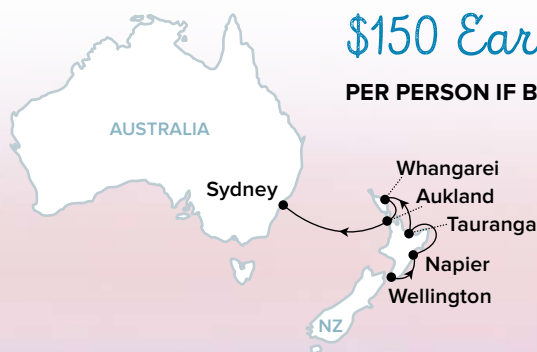 $150 Ear
PER PERSON IF B
AUSTRALIA
Whangarei
Sydney
Aukland
Tauranga
Napier
Wellington
NZ